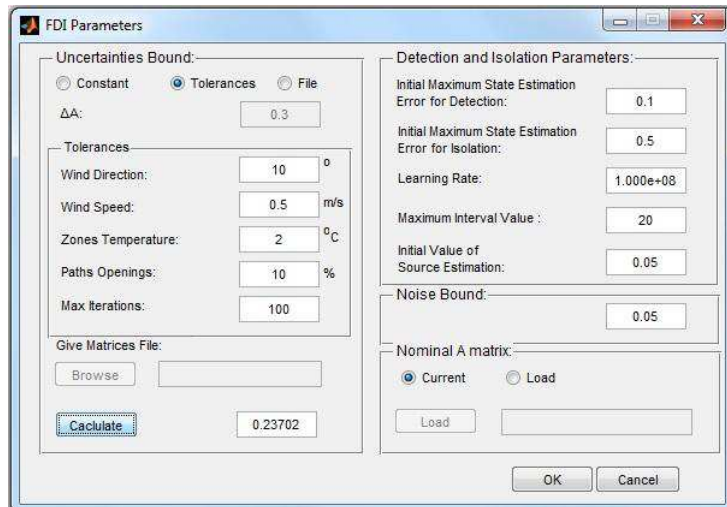 FDI Parameters
Uncertainties Bound:
Constant Tolerances File
ΔA: 0.3
Tolerances
Wind Direction: 10 o
Wind Speed: 0.5 m/s
Zones Temperature: 2 oC
Paths Openings: 10 %
Max Iterations: 100
Give Matrices File:
Browse
Caclulate 0.23702
Detection and Isolation Parameters:
Initial Maximum State Estimation
Error for Detection: 0.1
Initial Maximum State Estimation
Error for Isolation: 0.5
Learning Rate: 1.000e+08
Maximum Interval Value : 20
Initial Value of
Source Estimation: 0.05
Noise Bound:
0.05
Nominal A matrix:
Current Load
Load
OK Cancel